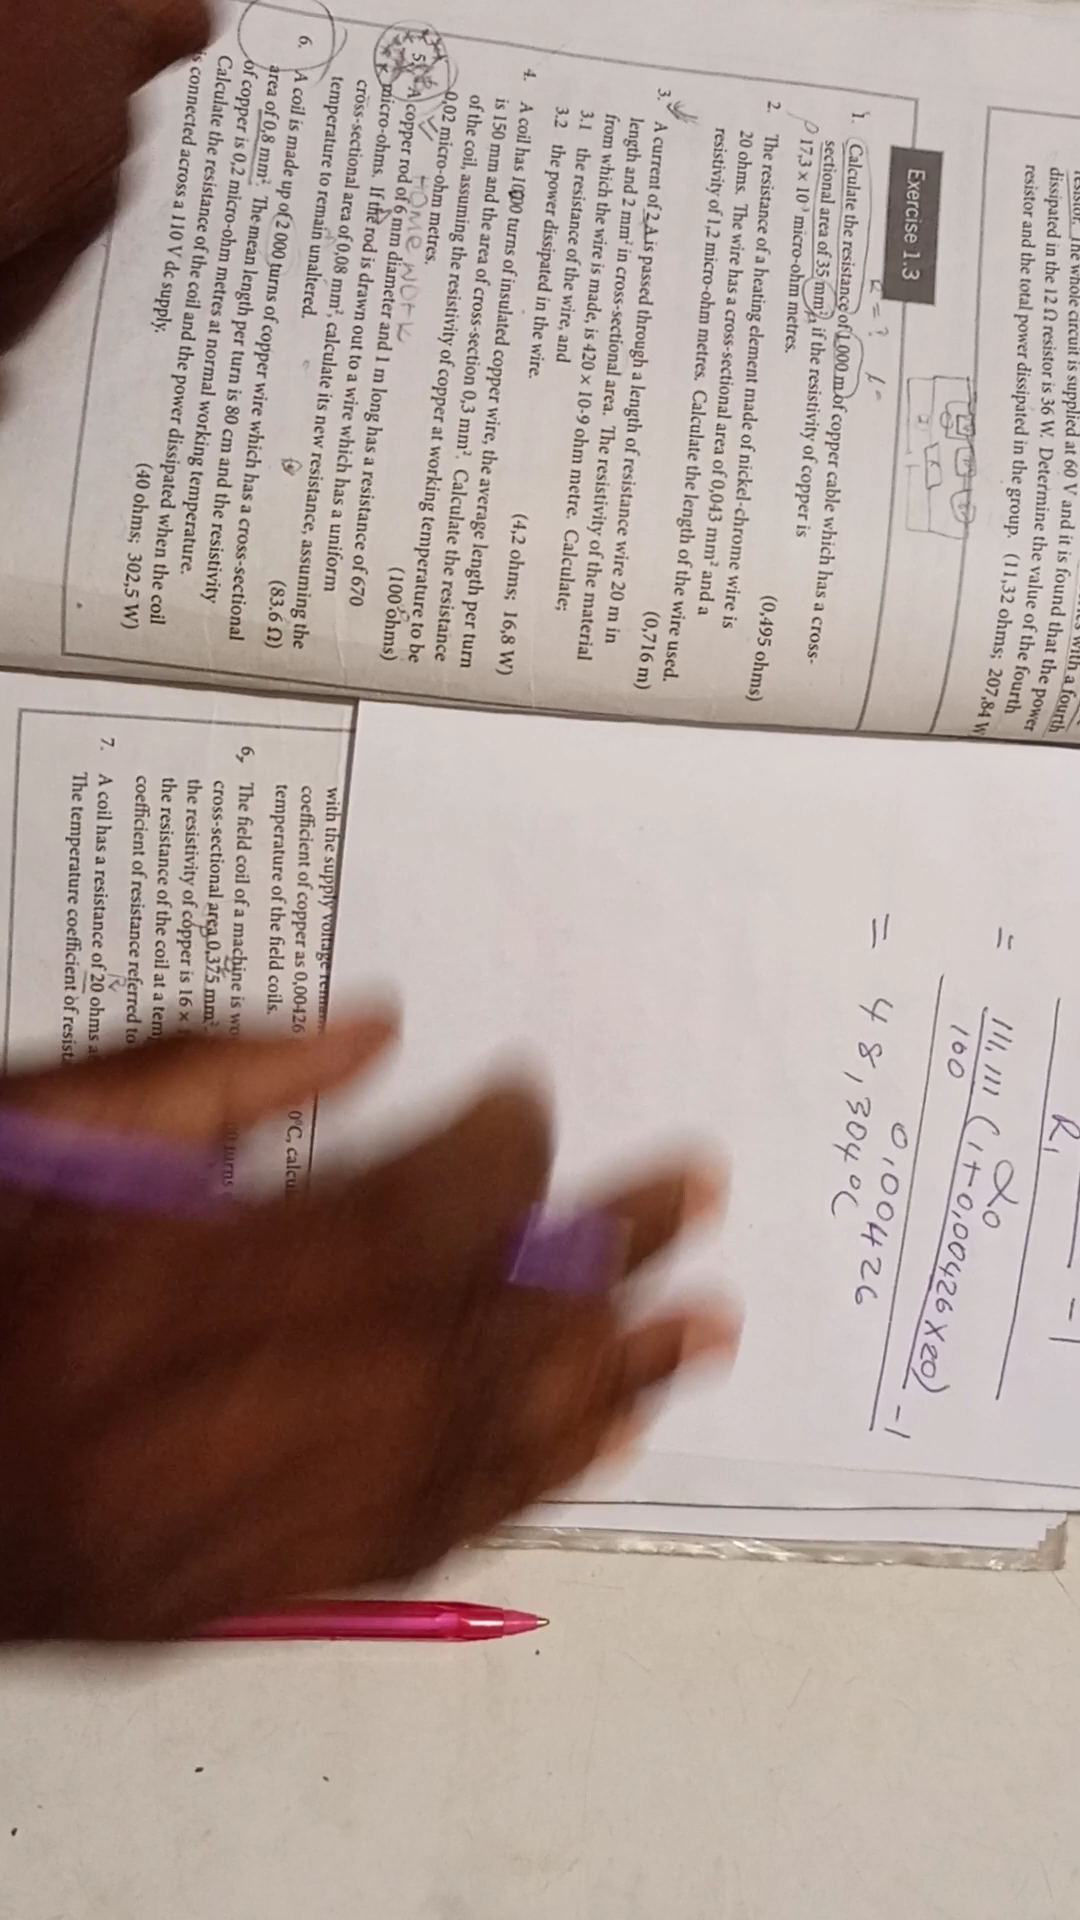 dissipated in the 12 Ω resistor is 36 W. Determine the value of the fourth
resistor and the total power dissipated in the group. (11,32 ohms; 207,84 W
Exercise 1.3
R = ? l =
1. Calculate the resistance of 1 000 m of copper cable which has a cross-
sectional area of 35 mm², if the resistivity of copper is
17,3 x 10⁻³ micro-ohm metres.
(0,495 ohms)
2. The resistance of a heating element made of nickel-chrome wire is
20 ohms. The wire has a cross-sectional area of 0,043 mm² and a
resistivity of 1,2 micro-ohm metres. Calculate the length of the wire used.
(0,716 m)
3. A current of 2 A is passed through a length of resistance wire 20 m in
length and 2 mm² in cross-sectional area. The resistivity of the material
from which the wire is made, is 420 × 10-9 ohm metre. Calculate;
3.1 the resistance of the wire, and
3.2 the power dissipated in the wire.
(4,2 ohms; 16,8 W)
4. A coil has 1000 turns of insulated copper wire, the average length per turn
is 150 mm and the area of cross-section 0,3 mm². Calculate the resistance
of the coil, assuming the resistivity of copper at working temperature to be
0,02 micro-ohm metres.
(100 ohms)
HOME WORK
5. A copper rod of 6 mm diameter and 1 m long has a resistance of 670
micro-ohms. If the rod is drawn out to a wire which has a uniform
cross-sectional area of 0,08 mm², calculate its new resistance, assuming the
temperature to remain unaltered.
(83.6 Ω)
6. A coil is made up of 2 000 turns of copper wire which has a cross-sectional
area of 0,8 mm². The mean length per turn is 80 cm and the resistivity
of copper is 0,2 micro-ohm metres at normal working temperature.
Calculate the resistance of the coil and the power dissipated when the coil
is connected across a 110 V dc supply.
(40 ohms; 302,5 W)
R₁ - 1
α₀
= 111,111 (1+0,00426 x 20) - 1
100
0,00426
= 48,304°C
with the supply voltage
coefficient of copper as 0,00426 0°C, calcu
temperature of the field coils.
6, The field coil of a machine is
cross-sectional area 0,375 mm².
the resistivity of copper is 16 ×
the resistance of the coil at a
coefficient of resistance referred to
7. A coil has a resistance of 20 ohms
The temperature coefficient of